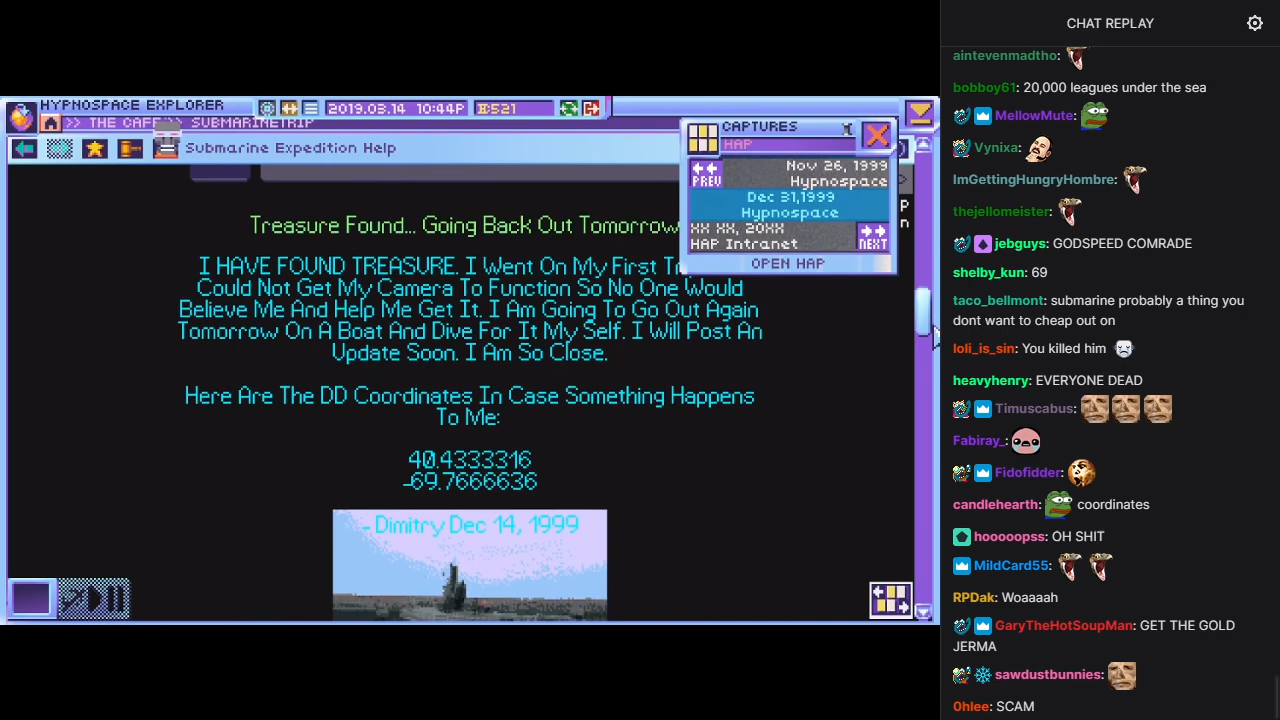 HYPNOSPACE EXPLORER
2019.03.14 10:44P
521
>> THE CAFE >> SUBMARINETRIP
Submarine Expedition Help
CAPTURES
HAP
PREV
Nov 26, 1999
Hypnospace
Dec 31,1999
Hypnospace
XX XX, 20XX
HAP Intranet
NEXT
OPEN HAP
Treasure Found... Going Back Out Tomorrow
I HAVE FOUND TREASURE. I Went On My First
Could Not Get My Camera To Function So No One Would
Believe Me And Help Me Get It. I Am Going To Go Out Again
Tomorrow On A Boat And Dive For It My Self. I Will Post An
Update Soon. I Am So Close.
Here Are The DD Coordinates In Case Something Happens
To Me:
40.4333316
-69.7666636
- Dimitry Dec 14, 1999
CHAT REPLAY
aintevenmadtho:
bobboy61: 20,000 leagues under the sea
MellowMute:
Vynixa:
ImGettingHungryHombre:
thejellomeister:
jebguys: GODSPEED COMRADE
shelby_kun: 69
taco_bellmont: submarine probably a thing you
dont want to cheap out on
loli_is_sin: You killed him
heavyhenry: EVERYONE DEAD
Timuscabus:
Fabiray_:
Fidofidder:
candlehearth: coordinates
hooooopss: OH SHIT
MildCard55:
RPDak: Woaaaah
GaryTheHotSoupMan: GET THE GOLD
JERMA
sawdustbunnies:
0hlee: SCAM